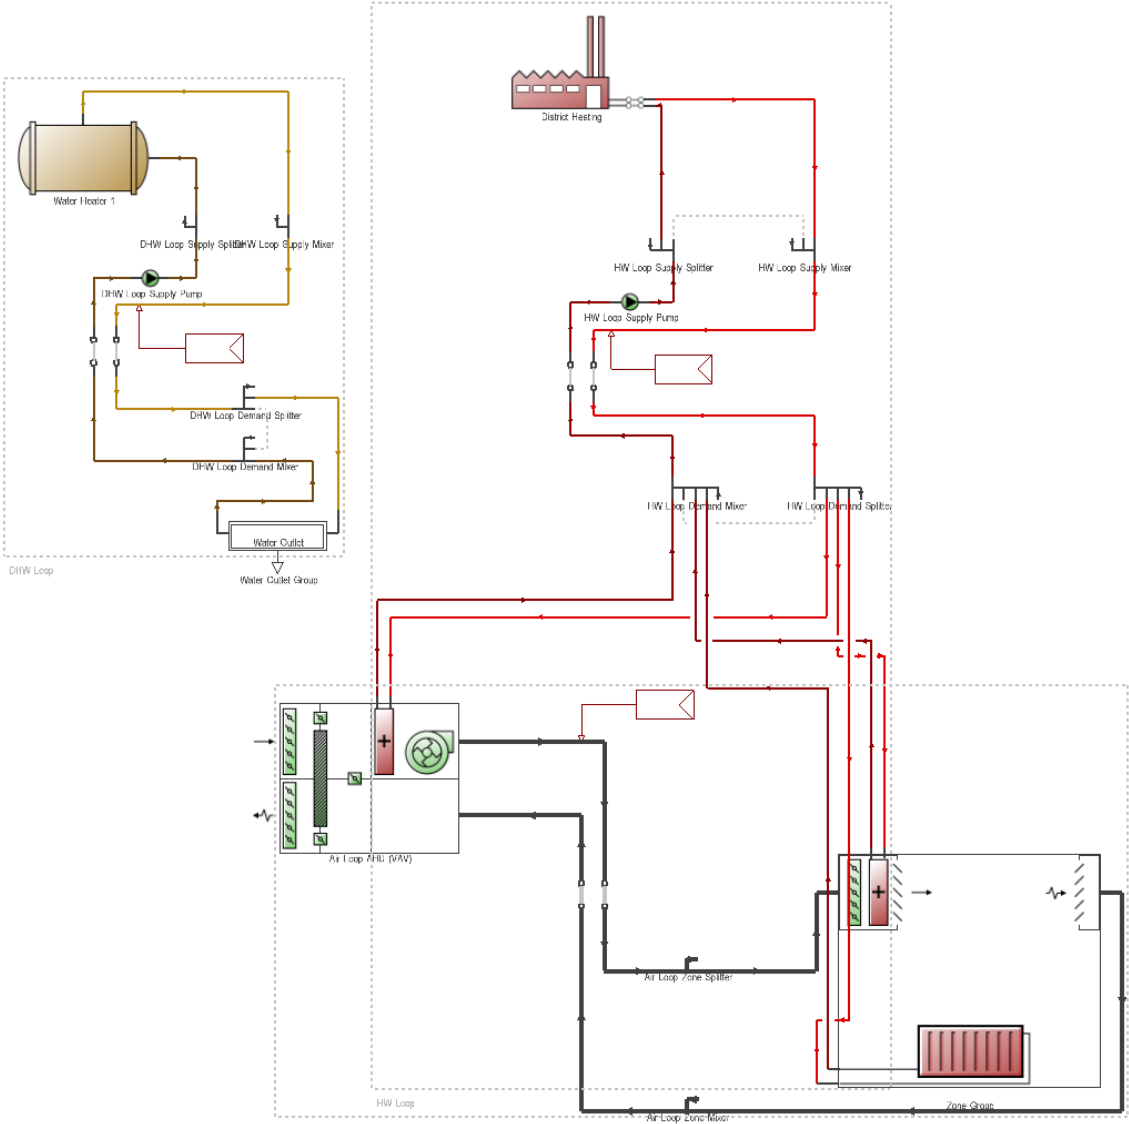 District Heating
Water Heater 1
DHW Loop Supply Splitter
DHW Loop Supply Mixer
HW Loop Supply Splitter
HW Loop Supply Mixer
DHW Loop Supply Pump
HW Loop Supply Pump
DHW Loop Demand Splitter
DHW Loop Demand Mixer
HW Loop Demand Mixer
HW Loop Demand Splitter
Water Outlet
DHW Loop
Water Outlet Group
Air Loop AHU (VAV)
Air Loop Zone Splitter
HW Loop
Zone Group
Air Loop Zone Mixer